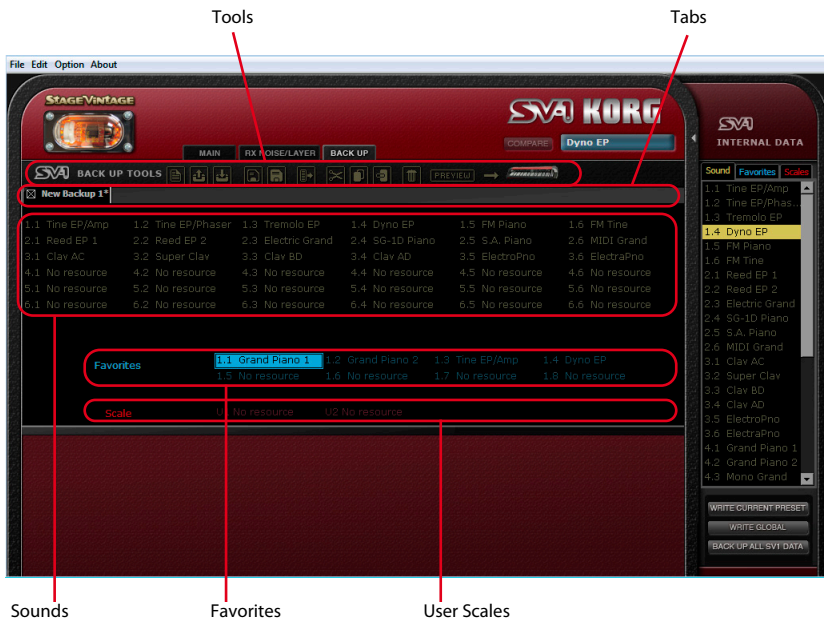 Tools Tabs
File Edit Option About
STAGEVINTAGE
SV1 KORG
COMPARE Dyno EP
MAIN RX NOISE/LAYER BACK UP
SV1 BACK UP TOOLS PREVIEW
New Backup 1*
1.1 Tine EP/Amp 1.2 Tine EP/Phaser 1.3 Tremolo EP 1.4 Dyno EP 1.5 FM Piano 1.6 FM Tine
2.1 Reed EP 1 2.2 Reed EP 2 2.3 Electric Grand 2.4 SG-1D Piano 2.5 S.A. Piano 2.6 MIDI Grand
3.1 Clav AC 3.2 Super Clav 3.3 Clav BD 3.4 Clav AD 3.5 ElectroPno 3.6 ElectraPno
4.1 No resource 4.2 No resource 4.3 No resource 4.4 No resource 4.5 No resource 4.6 No resource
5.1 No resource 5.2 No resource 5.3 No resource 5.4 No resource 5.5 No resource 5.6 No resource
6.1 No resource 6.2 No resource 6.3 No resource 6.4 No resource 6.5 No resource 6.6 No resource
Favorites 1.1 Grand Piano 1 1.2 Grand Piano 2 1.3 Tine EP/Amp 1.4 Dyno EP
1.5 No resource 1.6 No resource 1.7 No resource 1.8 No resource
Scale U1 No resource U2 No resource
SV1
INTERNAL DATA
Sound Favorites Scales
1.1 Tine EP/Amp
1.2 Tine EP/Phas...
1.3 Tremolo EP
1.4 Dyno EP
1.5 FM Piano
1.6 FM Tine
2.1 Reed EP 1
2.2 Reed EP 2
2.3 Electric Grand
2.4 SG-1D Piano
2.5 S.A. Piano
2.6 MIDI Grand
3.1 Clav AC
3.2 Super Clav
3.3 Clav BD
3.4 Clav AD
3.5 ElectroPno
3.6 ElectraPno
4.1 Grand Piano 1
4.2 Grand Piano 2
4.3 Mono Grand
WRITE CURRENT PRESET
WRITE GLOBAL
BACK UP ALL SV1 DATA
Sounds Favorites User Scales